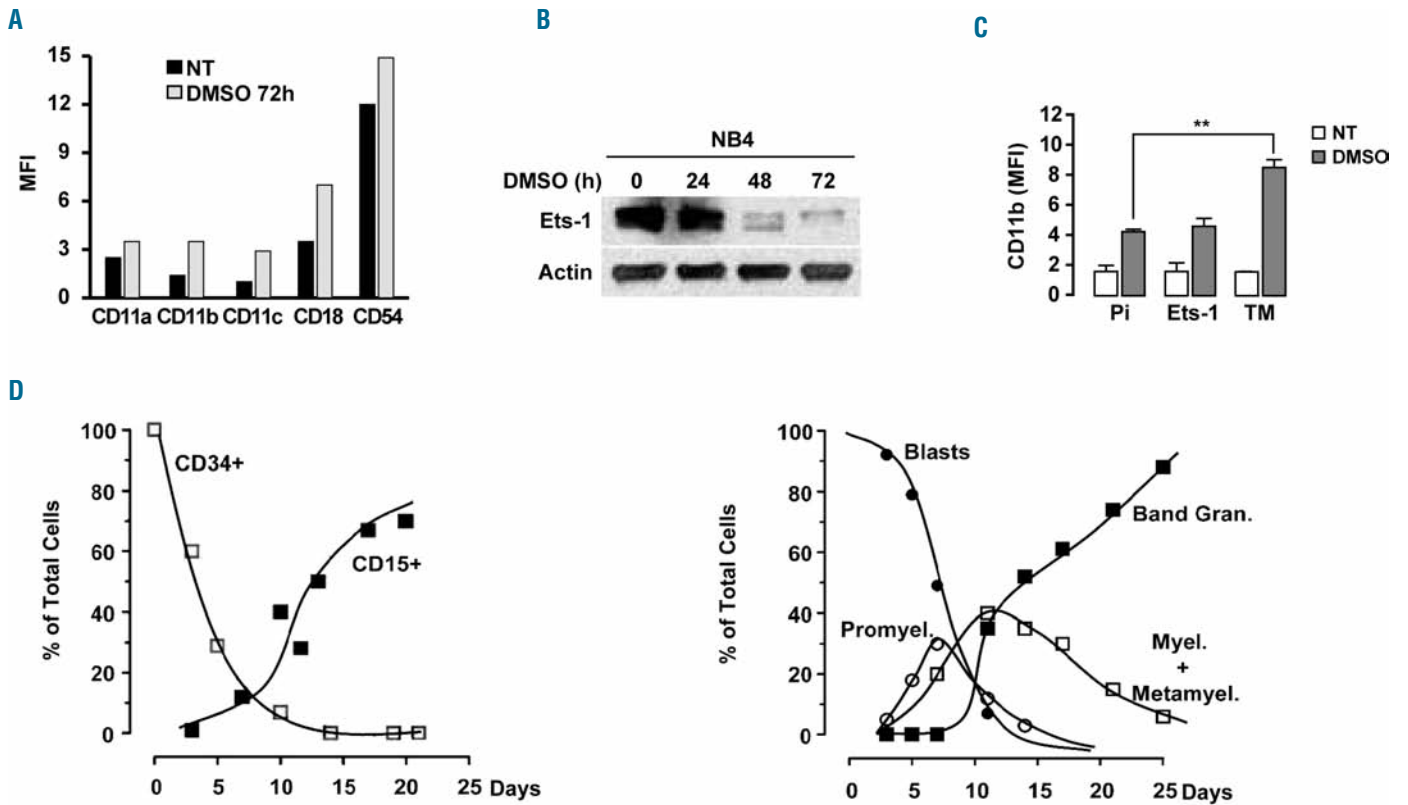 A
15
12
9
6
3
0
MFI
NT
DMSO 72h
CD11a CD11b CD11c CD18 CD54
B
NB4
DMSO (h) 0 24 48 72
Ets-1
Actin
C
12
10
8
6
4
2
0
CD11b (MFI)
**
NT
DMSO
Pi Ets-1 TM
D
100
80
60
40
20
0
% of Total Cells
CD34+
CD15+
0 5 10 15 20 25 Days
100
80
60
40
20
0
% of Total Cells
Blasts
Band Gran.
Promyel.
Myel.
+
Metamyel.
0 5 10 15 20 25 Days